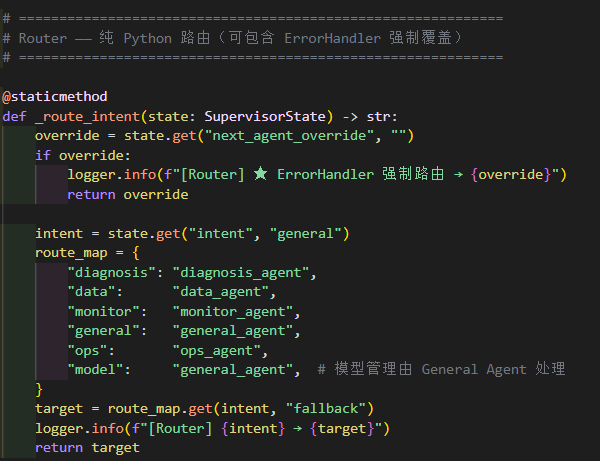 # ============================================================
# Router —— 纯 Python 路由（可包含 ErrorHandler 强制覆盖）
# ============================================================

@staticmethod
def _route_intent(state: SupervisorState) -> str:
    override = state.get("next_agent_override", "")
    if override:
        logger.info(f"[Router] ★ ErrorHandler 强制路由 → {override}")
        return override

    intent = state.get("intent", "general")
    route_map = {
        "diagnosis": "diagnosis_agent",
        "data":      "data_agent",
        "monitor":   "monitor_agent",
        "general":   "general_agent",
        "ops":       "ops_agent",
        "model":     "general_agent",  # 模型管理由 General Agent 处理
    }
    target = route_map.get(intent, "fallback")
    logger.info(f"[Router] {intent} → {target}")
    return target